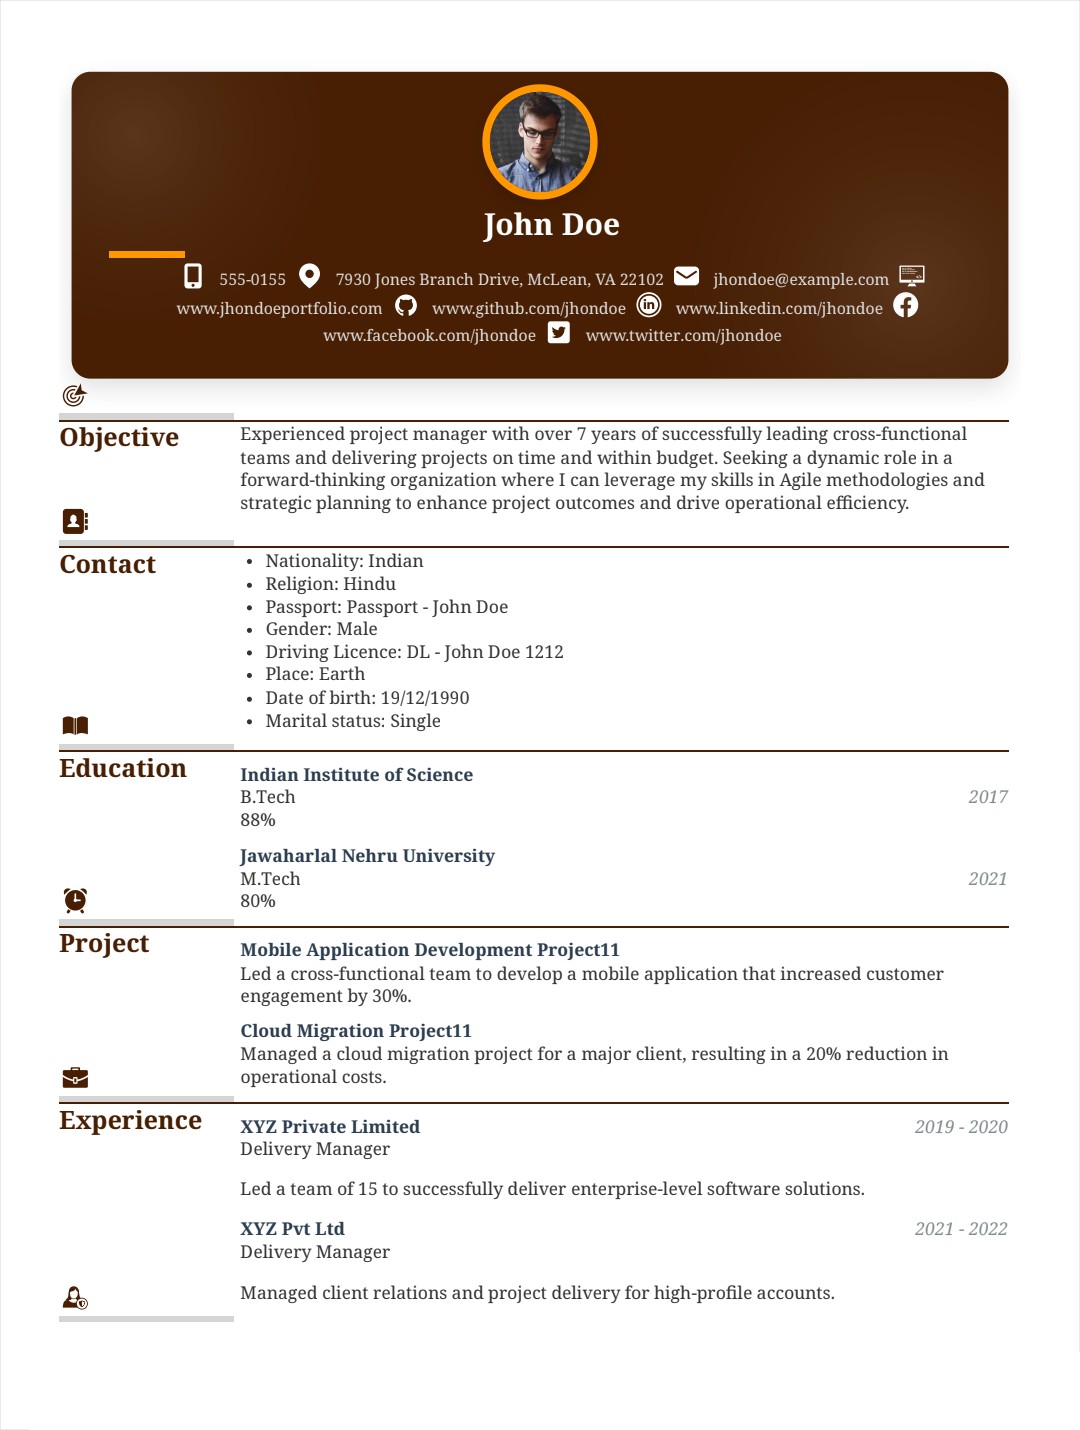 John Doe
555-0155 7930 Jones Branch Drive, McLean, VA 22102 jhondoe@example.com
www.jhondoeportfolio.com www.github.com/jhondoe www.linkedin.com/jhondoe
www.facebook.com/jhondoe www.twitter.com/jhondoe
Objective
Experienced project manager with over 7 years of successfully leading cross-functional
teams and delivering projects on time and within budget. Seeking a dynamic role in a
forward-thinking organization where I can leverage my skills in Agile methodologies and
strategic planning to enhance project outcomes and drive operational efficiency.
Contact
• Nationality: Indian
• Religion: Hindu
• Passport: Passport - John Doe
• Gender: Male
• Driving Licence: DL - John Doe 1212
• Place: Earth
• Date of birth: 19/12/1990
• Marital status: Single
Education
Indian Institute of Science
B.Tech 2017
88%
Jawaharlal Nehru University
M.Tech 2021
80%
Project
Mobile Application Development Project11
Led a cross-functional team to develop a mobile application that increased customer
engagement by 30%.
Cloud Migration Project11
Managed a cloud migration project for a major client, resulting in a 20% reduction in
operational costs.
Experience
XYZ Private Limited 2019 - 2020
Delivery Manager
Led a team of 15 to successfully deliver enterprise-level software solutions.
XYZ Pvt Ltd 2021 - 2022
Delivery Manager
Managed client relations and project delivery for high-profile accounts.